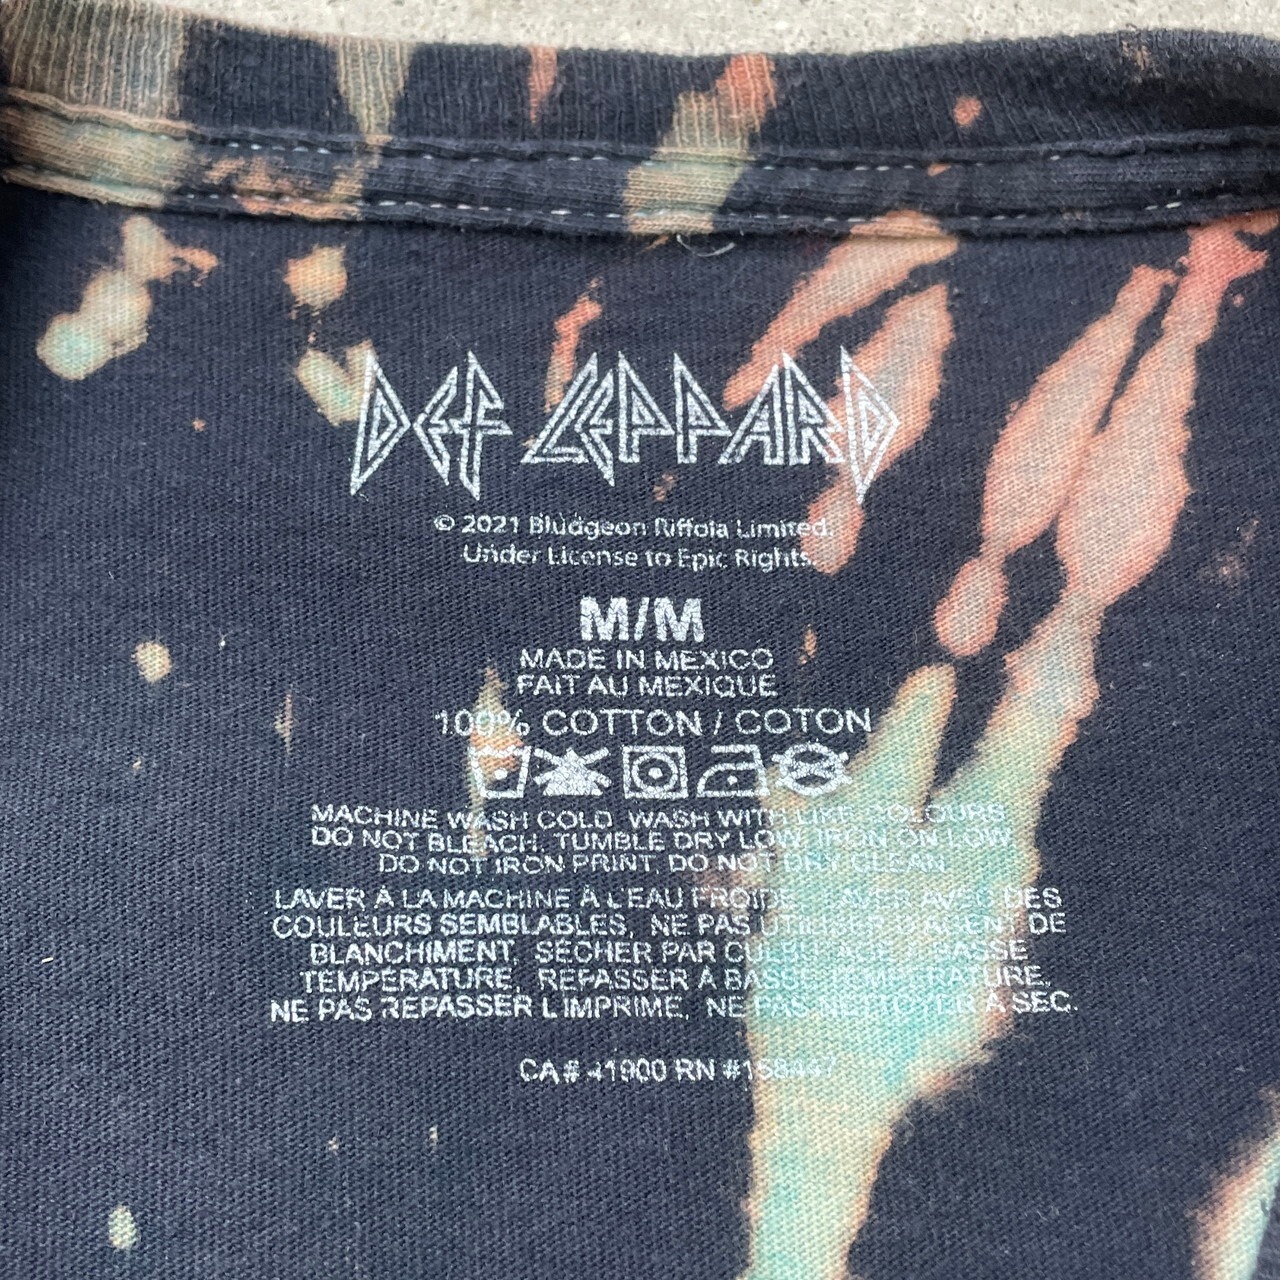 DEF LEPPARD
© 2021 Bludgeon Riffola Limited.
Under License to Epic Rights.
M/M
MADE IN MEXICO
FAIT AU MEXIQUE
100% COTTON / COTON
MACHINE WASH COLD. WASH WITH LIKE COLOURS
DO NOT BLEACH. TUMBLE DRY LOW. IRON ON LOW
DO NOT IRON PRINT. DO NOT DRY CLEAN
LAVER À LA MACHINE À L'EAU FROIDE. LAVER AVEC DES
COULEURS SEMBLABLES, NE PAS UTILISER D'AGENT DE
BLANCHIMENT, SÉCHER PAR CULBUTAGE À BASSE
TEMPÉRATURE, REPASSER À BASSE TEMPÉRATURE,
NE PAS REPASSER L'IMPRIMÉ, NE PAS NETTOYER À SEC.
CA# 41900 RN